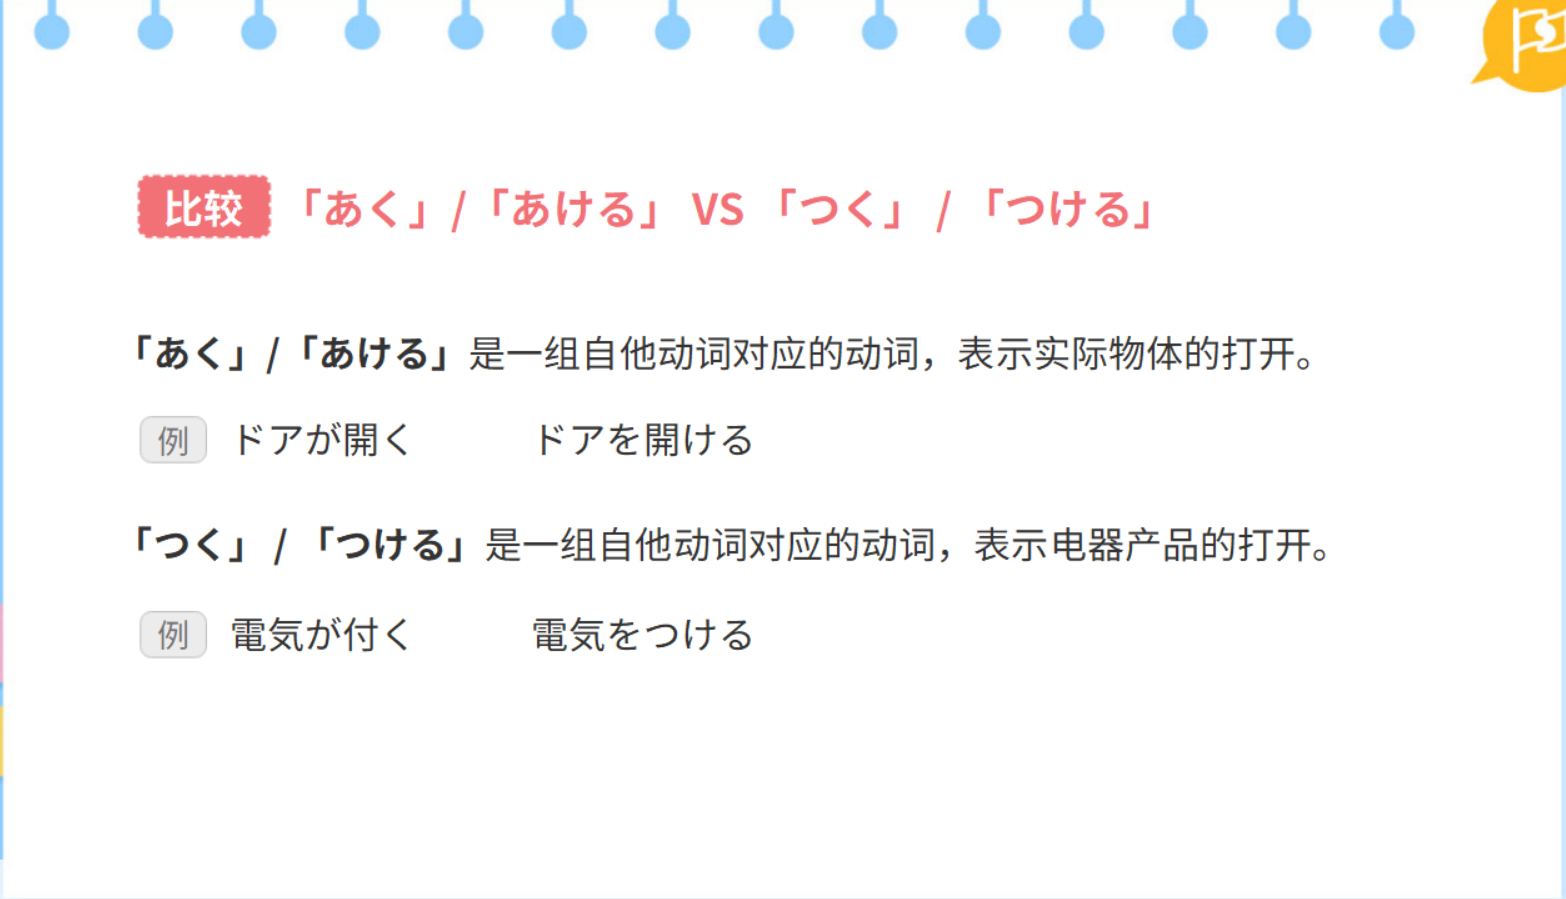 比较 「あく」/「あける」 VS 「つく」 / 「つける」
「あく」/「あける」是一组自他动词对应的动词，表示实际物体的打开。
例 ドアが開く ドアを開ける
「つく」 / 「つける」是一组自他动词对应的动词，表示电器产品的打开。
例 電気が付く 電気をつける